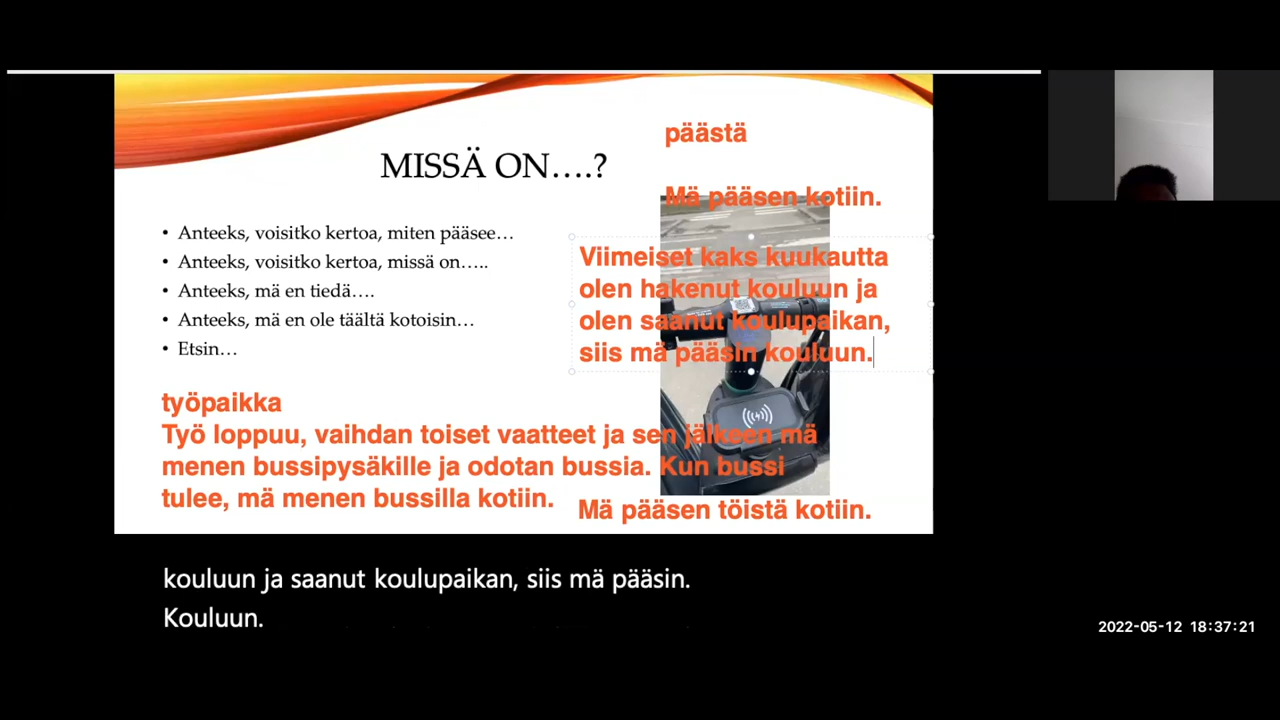 päästä
MISSÄ ON….?
Mä pääsen kotiin.
• Anteeks, voisitko kertoa, miten pääsee…
• Anteeks, voisitko kertoa, missä on…..
• Anteeks, mä en tiedä….
• Anteeks, mä en ole täältä kotoisin…
• Etsin…
Viimeiset kaks kuukautta
olen hakenut kouluun ja
olen saanut koulupaikan,
siis mä pääsin kouluun.
työpaikka
Työ loppuu, vaihdan toiset vaatteet ja sen jälkeen mä
menen bussipysäkille ja odotan bussia. Kun bussi
tulee, mä menen bussilla kotiin.
Mä pääsen töistä kotiin.
kouluun ja saanut koulupaikan, siis mä pääsin.
Kouluun.
2022-05-12 18:37:21